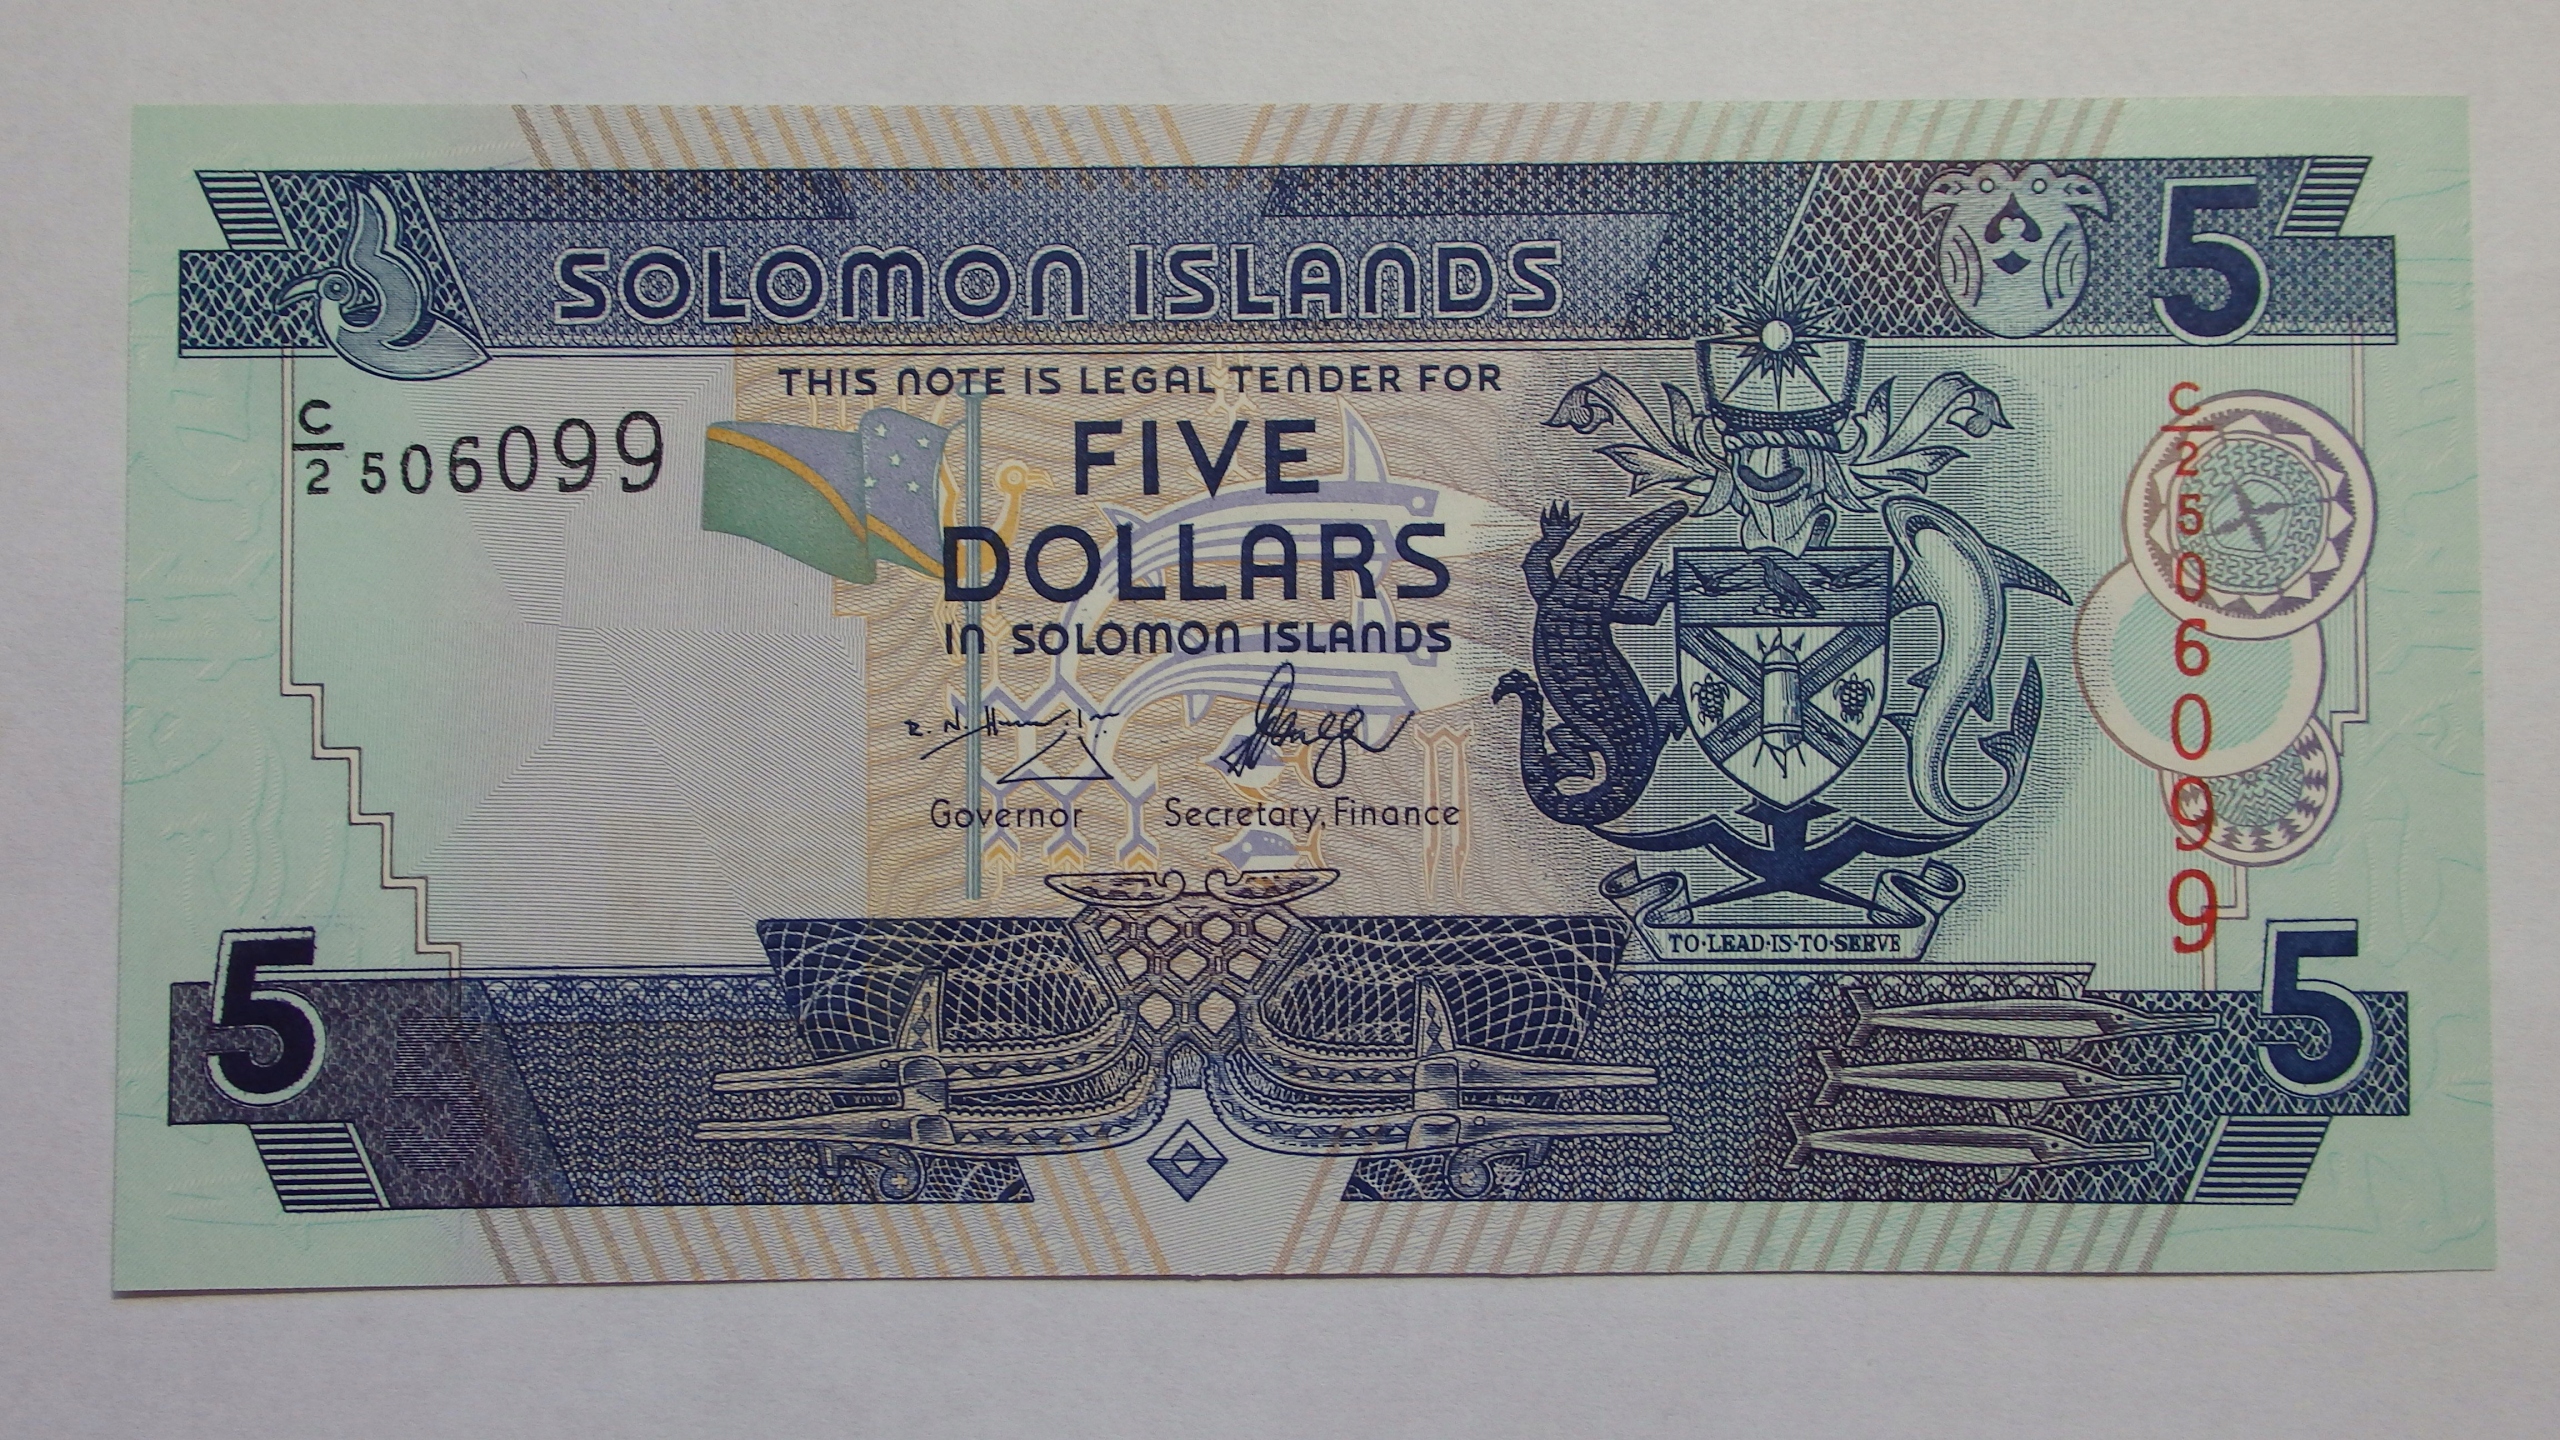 SOLOMON ISLANDS
5
THIS NOTE IS LEGAL TENDER FOR
C/2 506099
FIVE
DOLLARS
IN SOLOMON ISLANDS
C/2 506099
Governor
Secretary, Finance
TO·LEAD·IS·TO·SERVE
5
5
5